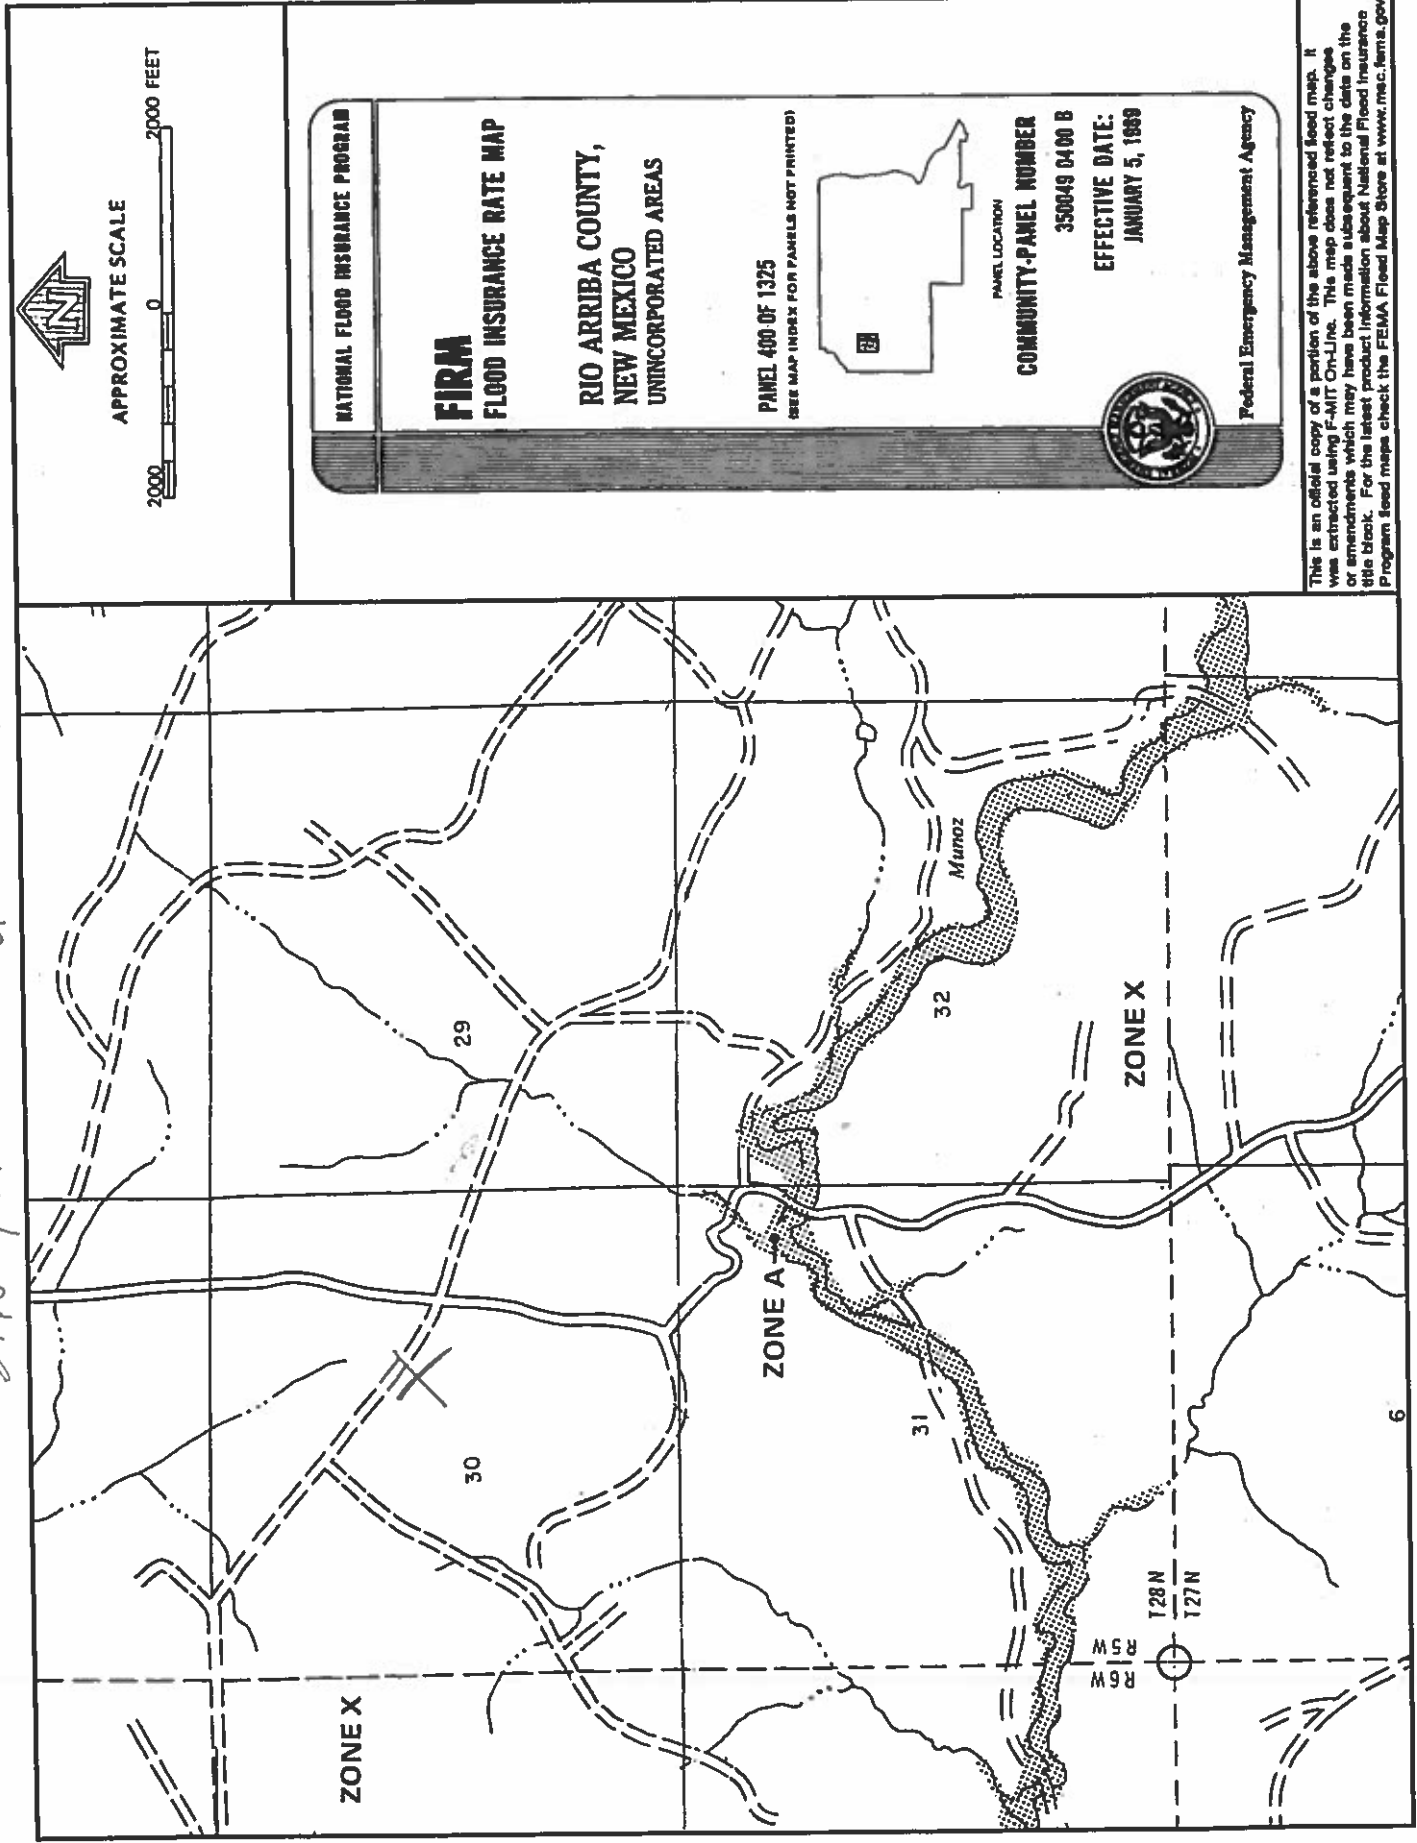 APPROXIMATE SCALE
2000 0 2000 FEET
NATIONAL FLOOD INSURANCE PROGRAM
FIRM
FLOOD INSURANCE RATE MAP
RIO ARRIBA COUNTY,
NEW MEXICO
UNINCORPORATED AREAS
PANEL 400 OF 1325
(SEE MAP INDEX FOR PANELS NOT PRINTED)
PANEL LOCATION
COMMUNITY-PANEL NUMBER
350049 0400 B
EFFECTIVE DATE:
JANUARY 5, 1989
Federal Emergency Management Agency
This is an official copy of a portion of the above referenced flood map. It
was extracted using F-MIT On-Line. This map does not reflect changes
or amendments which may have been made subsequent to the date on the
title block. For the latest product information about National Flood Insurance
Program flood maps check the FEMA Flood Map Store at www.msc.fema.gov
ZONE X
30
29
ZONE A
31
32
Munoz
ZONE X
R6W R5W
T28N
T27N
6
N